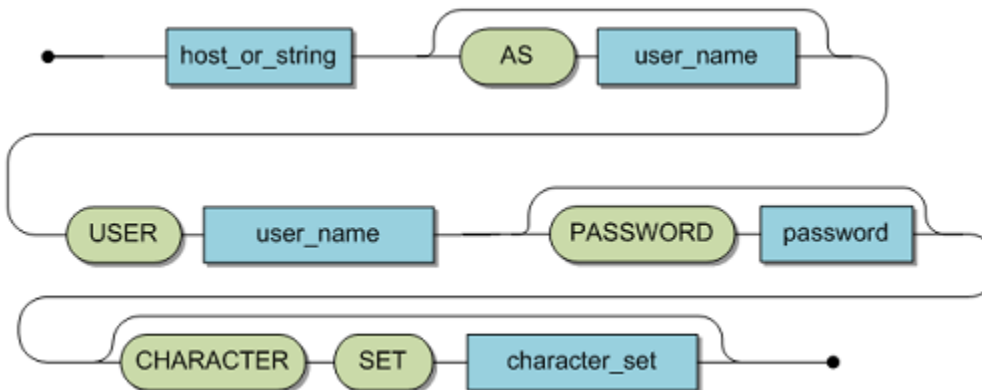 host_or_string AS user_name
USER user_name PASSWORD password
CHARACTER SET character_set